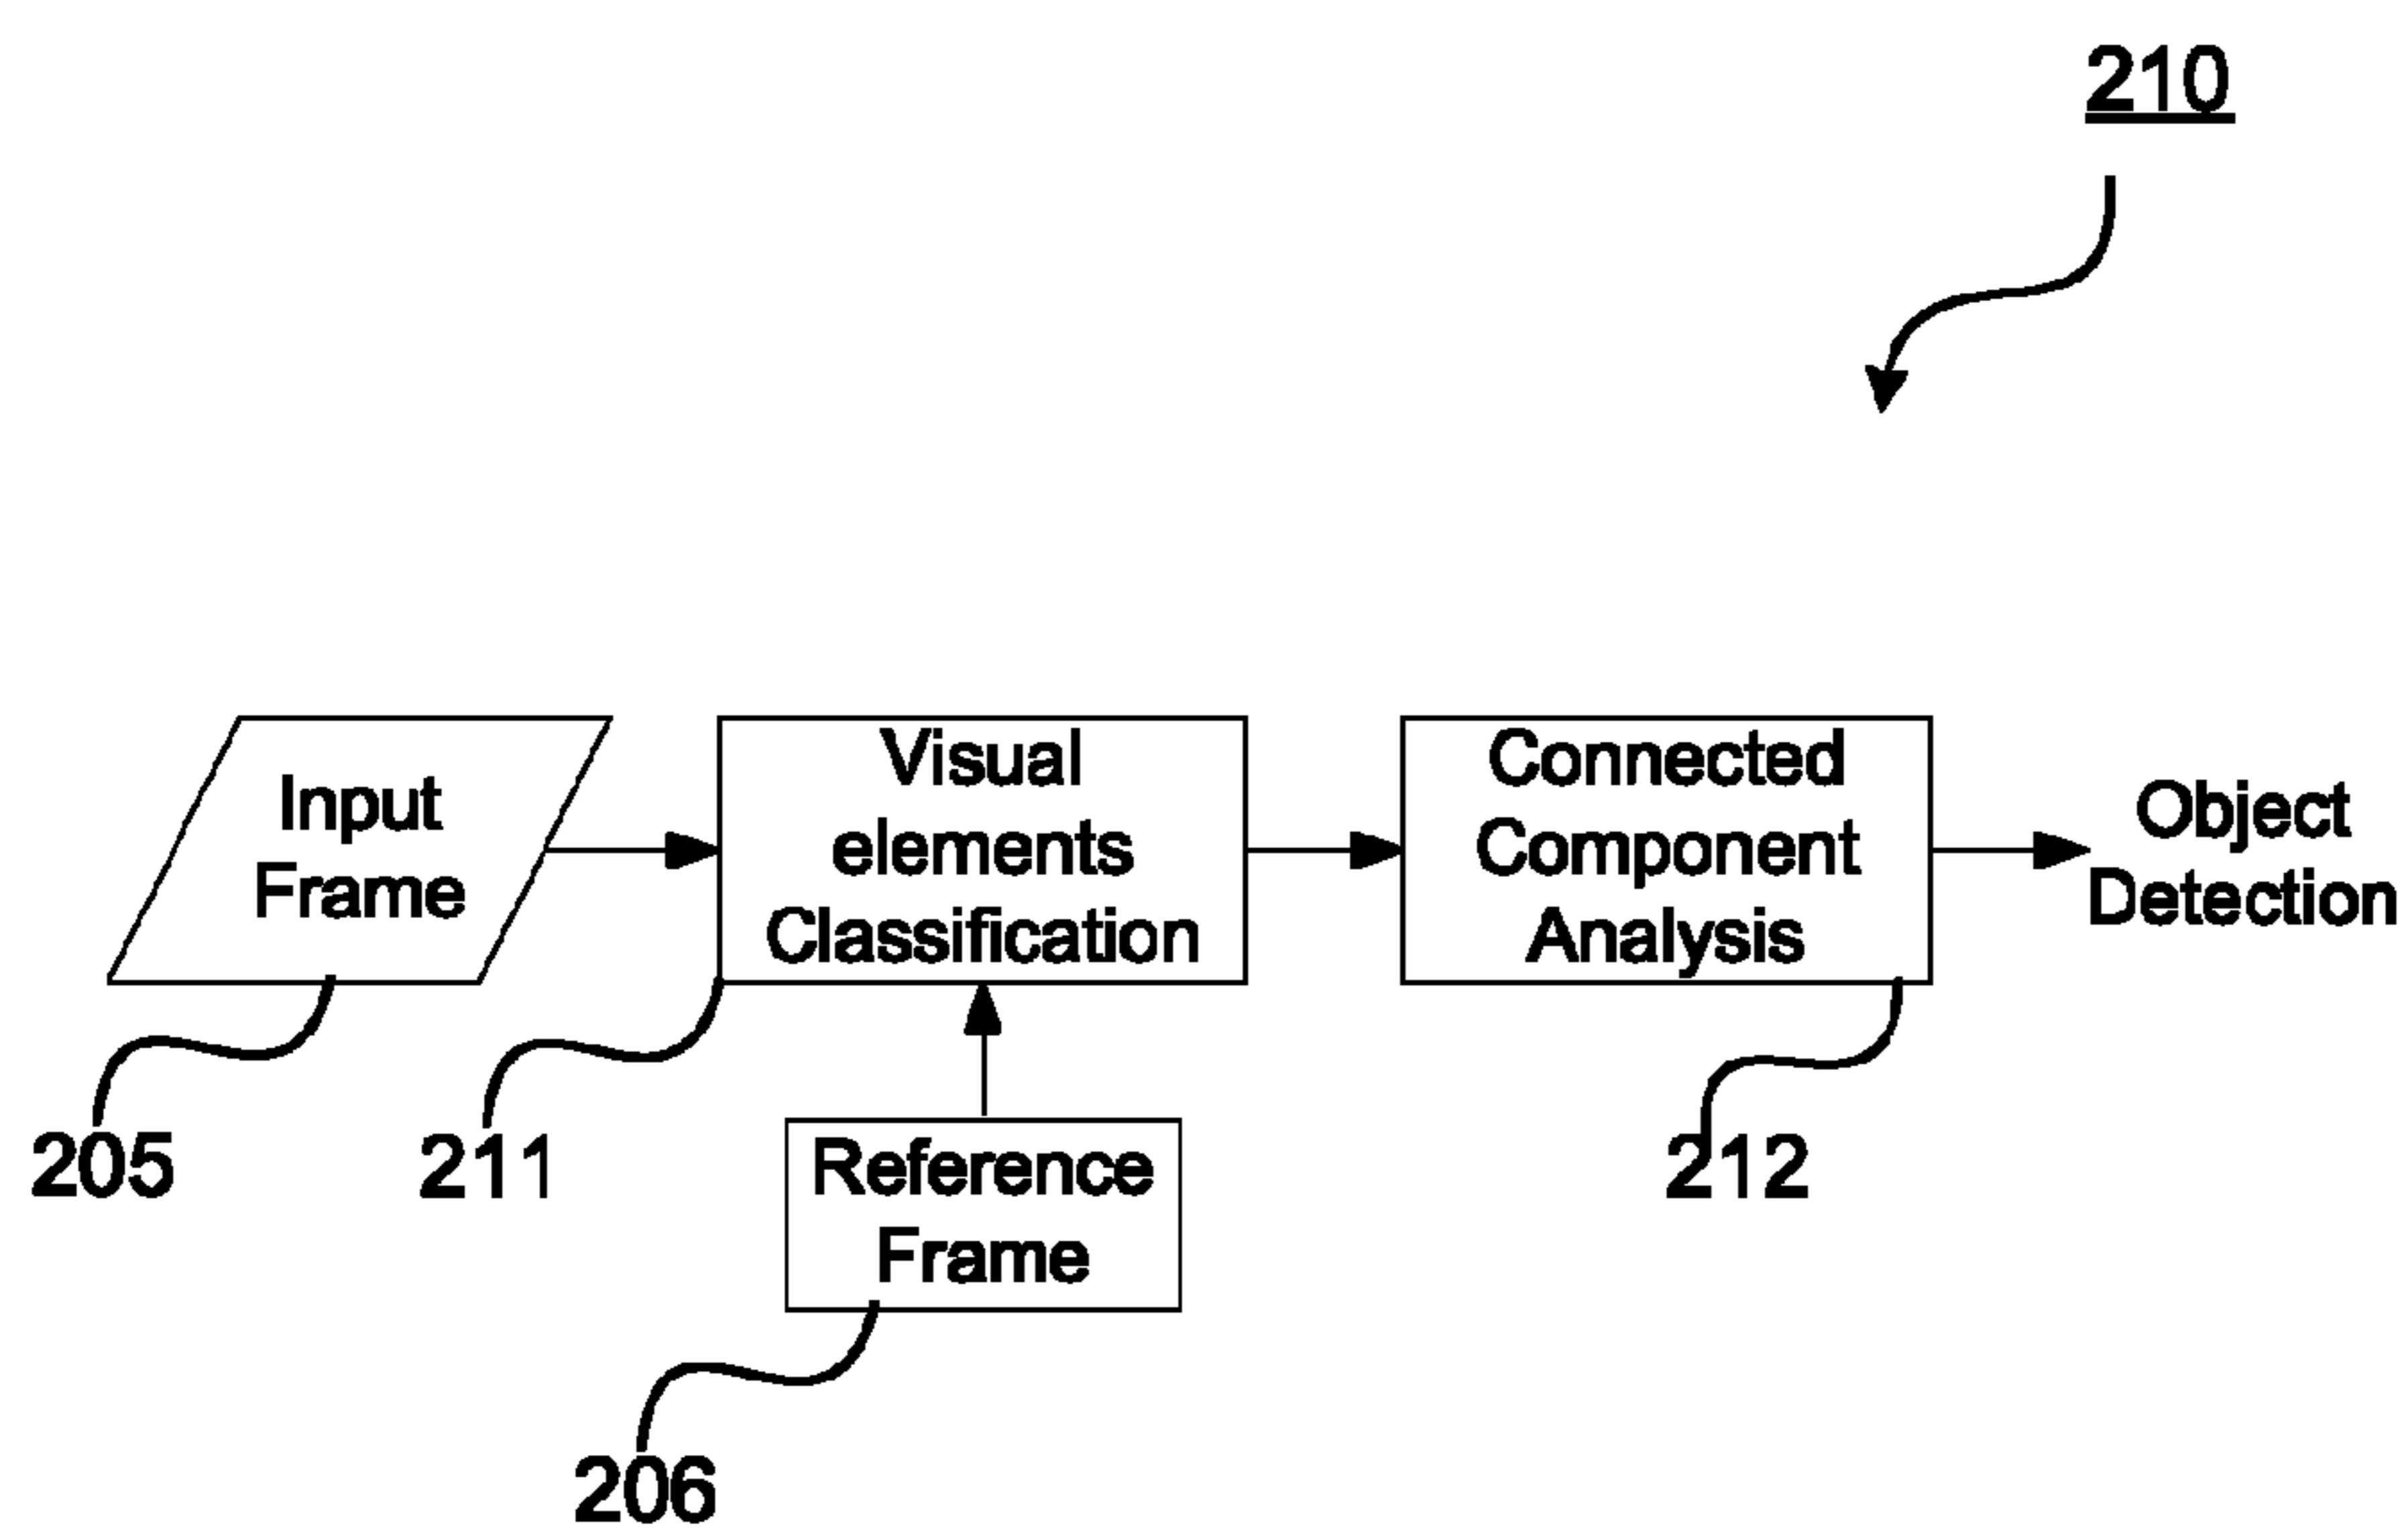 210
Input
Frame
Visual
elements
Classification
Connected
Component
Analysis
Object
Detection
205
211
Reference
Frame
212
206